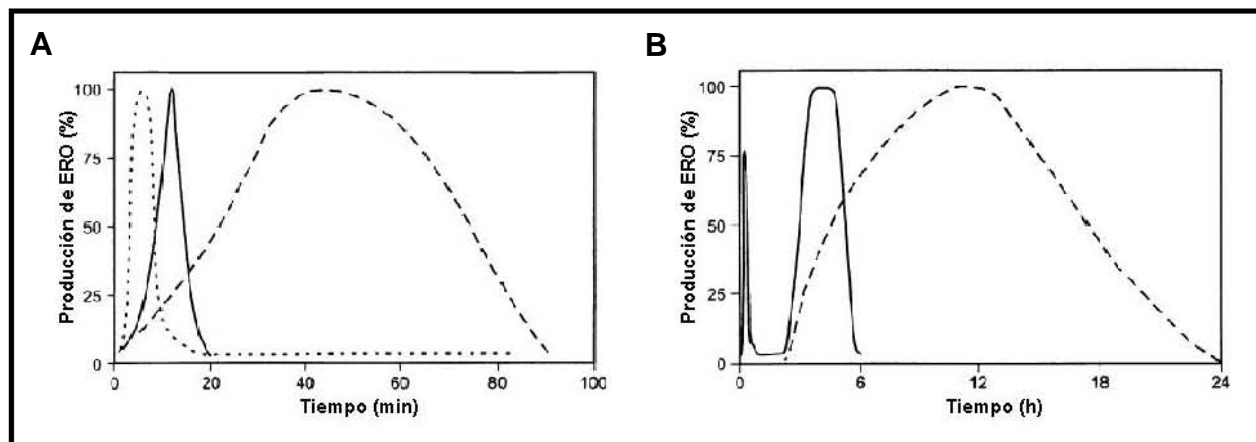 A
Producción de ERO (%)
100
75
50
25
0
0 20 40 60 80 100
Tiempo (min)
B
Producción de ERO (%)
100
75
50
25
0
0 6 12 18 24
Tiempo (h)